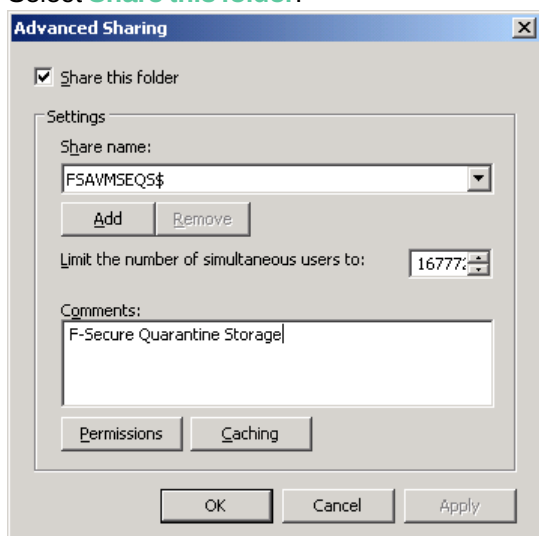 Select Share this folder.
Advanced Sharing
Share this folder
Settings
Share name:
FSAVMSEQS$
Add Remove
Limit the number of simultaneous users to: 16777
Comments:
F-Secure Quarantine Storage
Permissions Caching
OK Cancel Apply